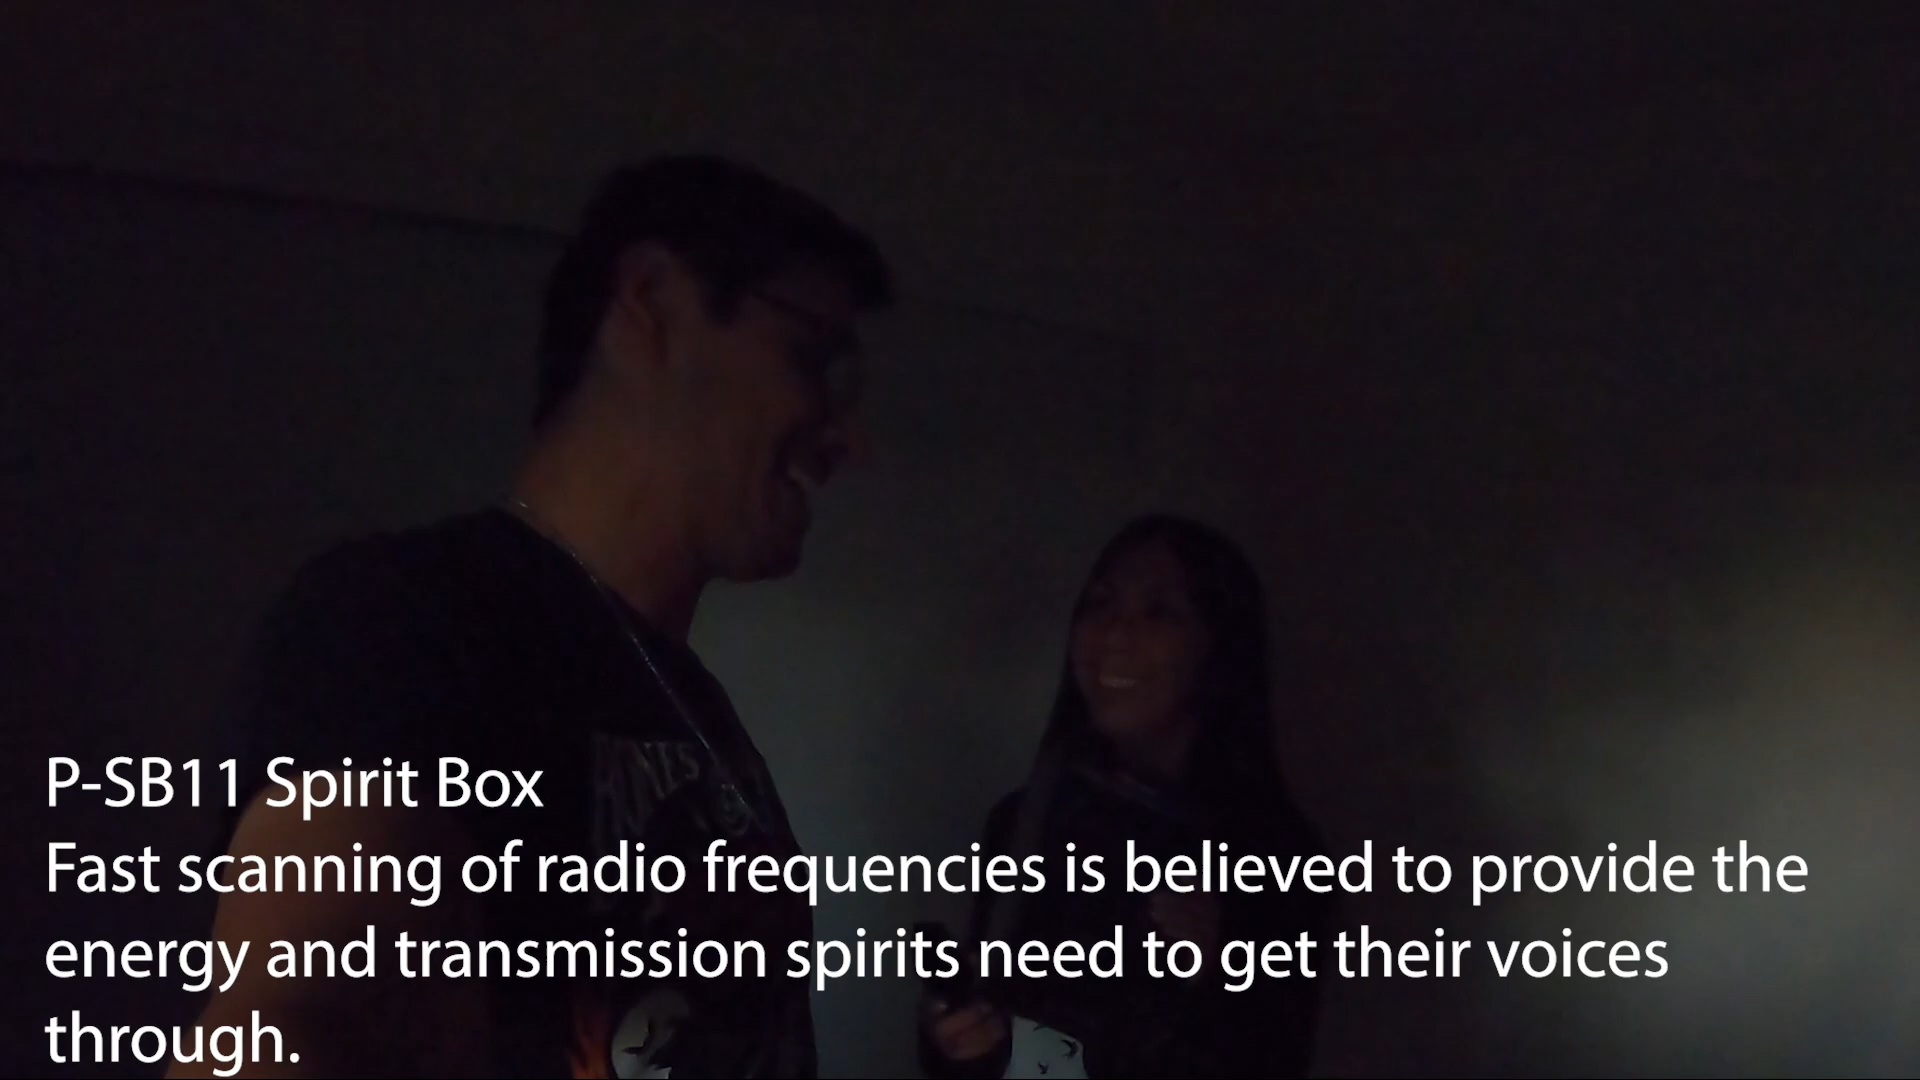 P-SB11 Spirit Box
Fast scanning of radio frequencies is believed to provide the
energy and transmission spirits need to get their voices
through.